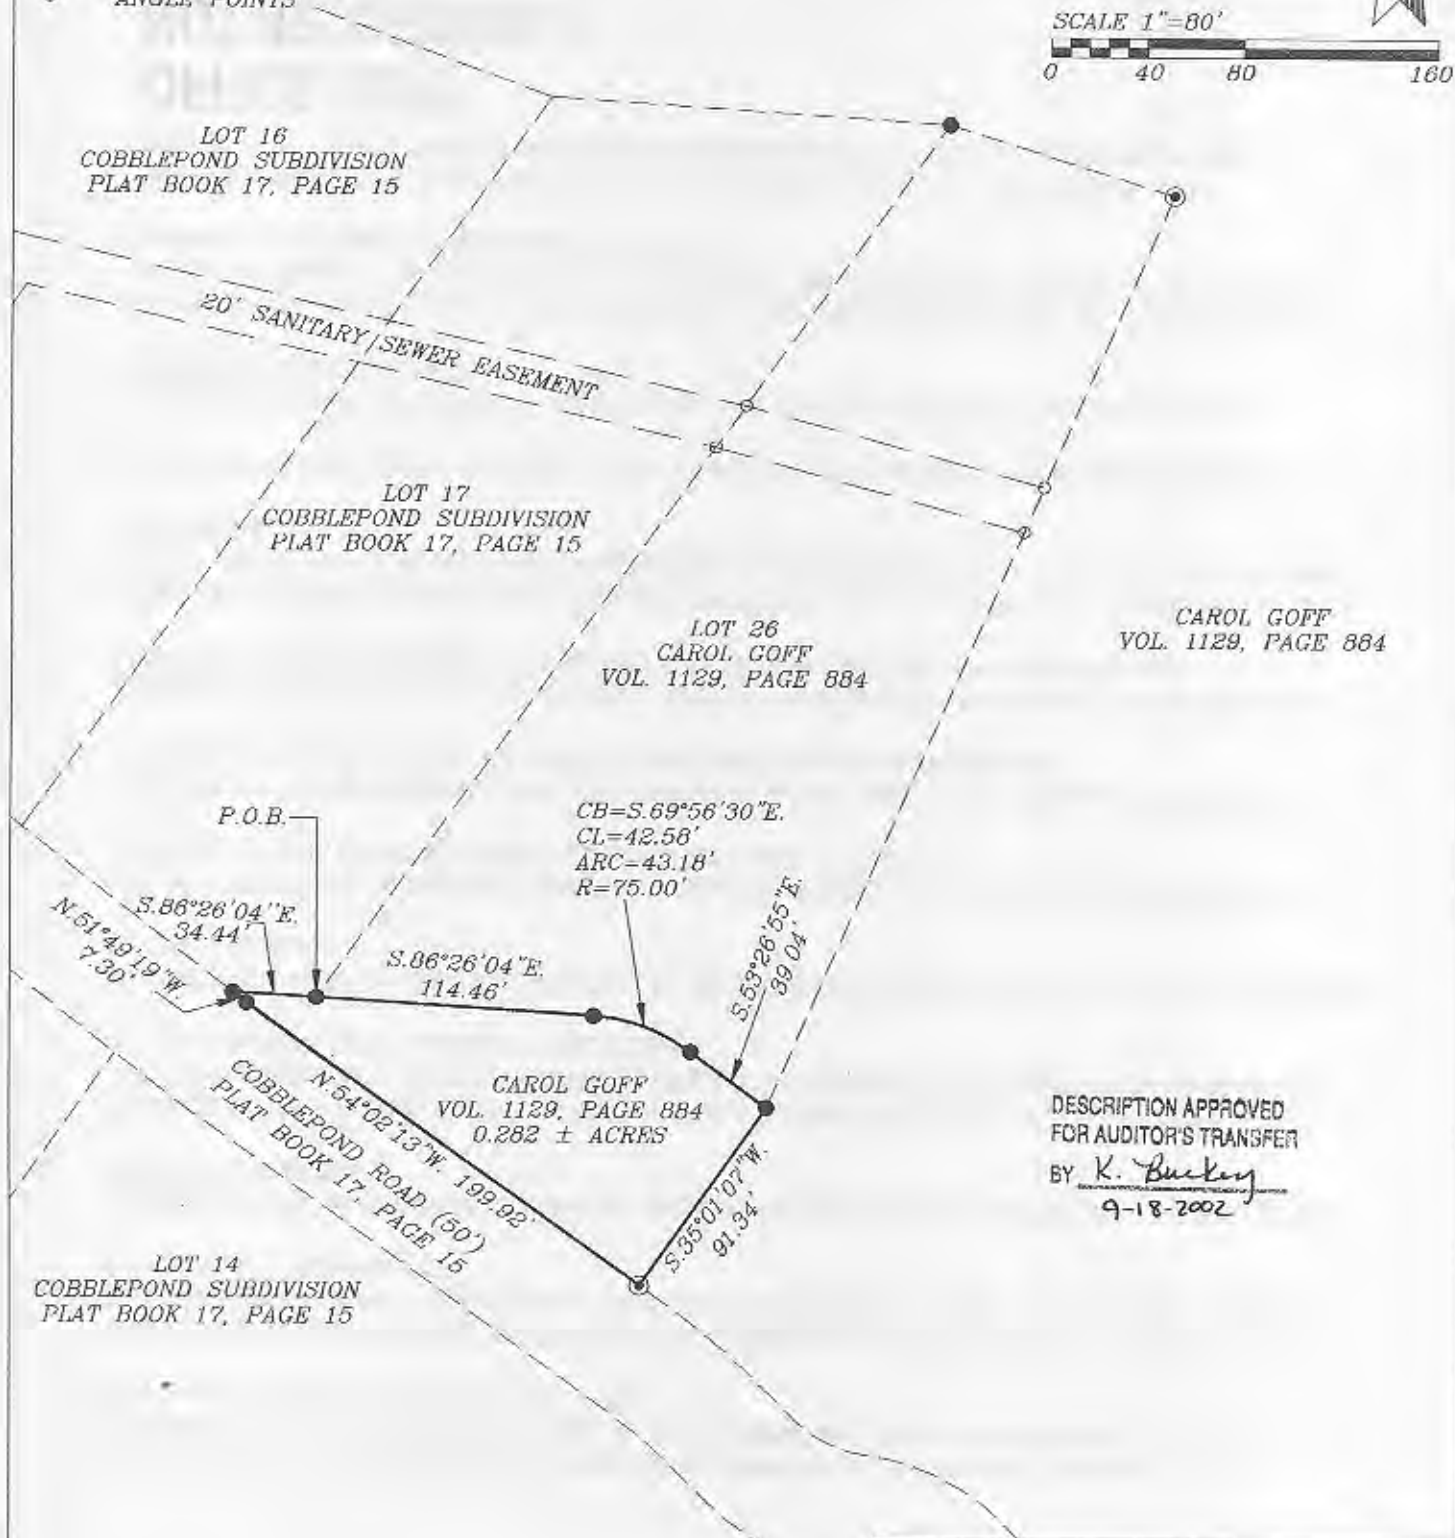 ANGLE POINTS
SCALE 1"=80'
0 40 80 160
LOT 16
COBBLEPOND SUBDIVISION
PLAT BOOK 17, PAGE 15
20' SANITARY SEWER EASEMENT
LOT 17
COBBLEPOND SUBDIVISION
PLAT BOOK 17, PAGE 15
LOT 26
CAROL GOFF
VOL. 1129, PAGE 884
CAROL GOFF
VOL. 1129, PAGE 884
P.O.B.
CB=S.69°56'30"E.
CL=42.58'
ARC=43.18'
R=75.00'
S.86°26'04"E.
34.44'
N.51°49'19"W.
7.30'
S.86°26'04"E.
114.46'
S.53°26'55"E.
39.04'
CAROL GOFF
VOL. 1129, PAGE 884
0.282 ± ACRES
N.54°02'13"W. 199.92'
COBBLEPOND ROAD (50')
PLAT BOOK 17, PAGE 15
S.35°01'07"W.
91.34'
DESCRIPTION APPROVED
FOR AUDITOR'S TRANSFER
BY K. Buckey
9-18-2002
LOT 14
COBBLEPOND SUBDIVISION
PLAT BOOK 17, PAGE 15